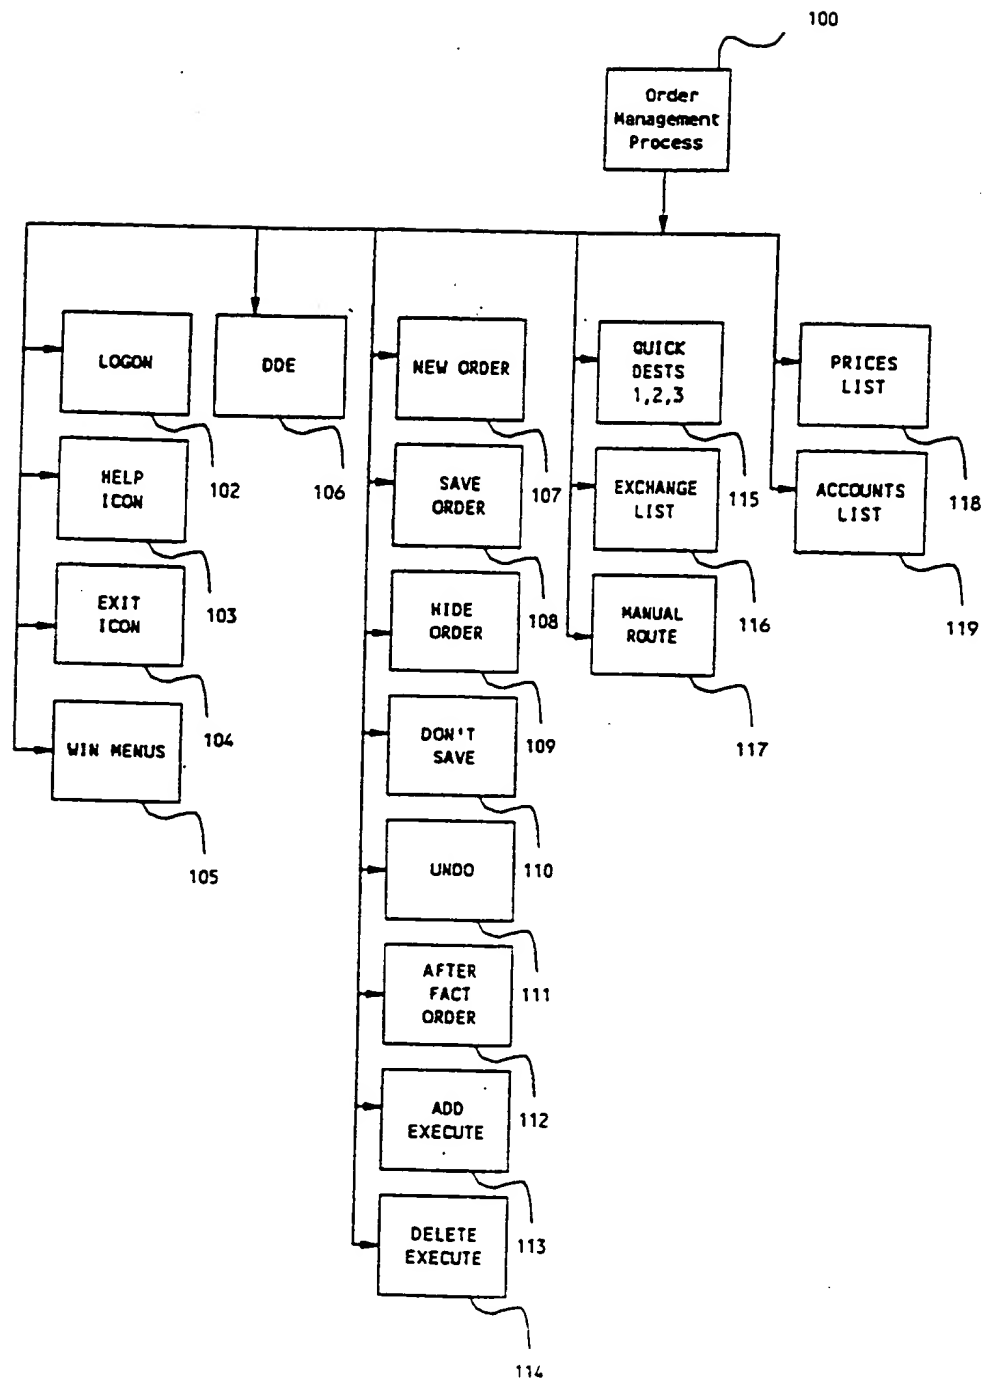 100
Order
Management
Process
LOGON
102
HELP
ICON
103
EXIT
ICON
104
WIN MENUS
105
DDE
106
NEW ORDER
107
SAVE
ORDER
108
HIDE
ORDER
109
DON'T
SAVE
110
UNDO
111
AFTER
FACT
ORDER
112
ADD
EXECUTE
113
DELETE
EXECUTE
114
QUICK
DESTS
1,2,3
115
EXCHANGE
LIST
116
MANUAL
ROUTE
117
PRICES
LIST
118
ACCOUNTS
LIST
119